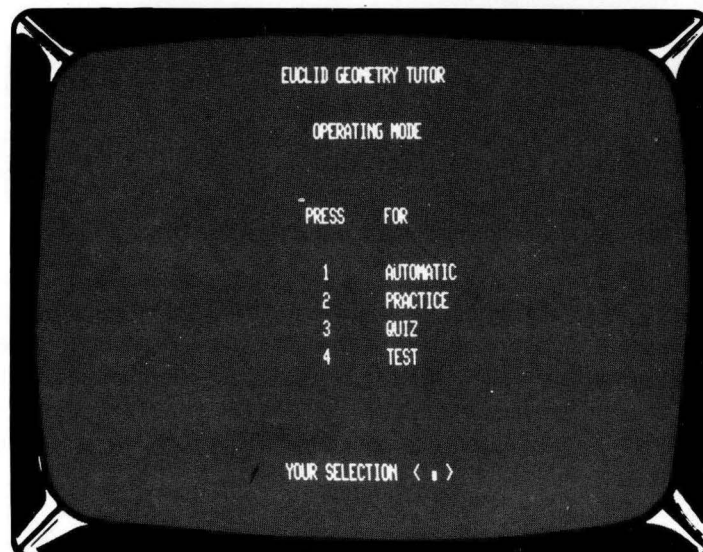 EUCLID GEOMETRY TUTOR
OPERATING MODE
PRESS FOR
1 AUTOMATIC
2 PRACTICE
3 QUIZ
4 TEST
YOUR SELECTION < >